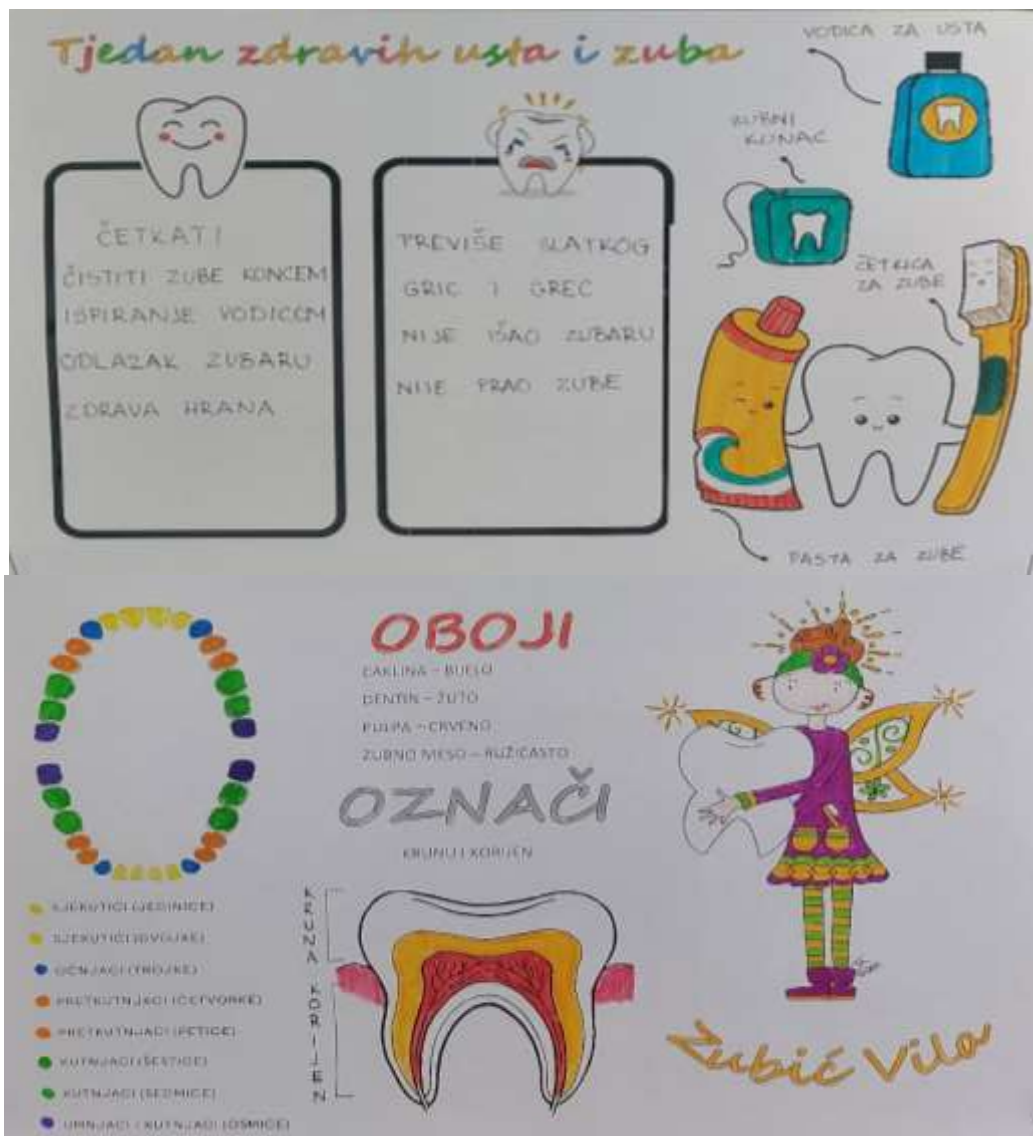 Tjedan zdravih usta i zuba
VODICA ZA USTA
ZUBNI
KONAC
ČETKATI
ČISTITI ZUBE KONCEM
ISPIRANJE VODICOM
ODLAZAK ZUBARU
ZDRAVA HRANA
PREVIŠE SLATKOG
GRIC I GREC
NIJE IŠAO ZUBARU
NIJE PRAO ZUBE
ČETKICA
ZA ZUBE
PASTA ZA ZUBE
OBOJI
CAKLINA – BIJELO
DENTIN – ŽUTO
PULPA – CRVENO
ZUBNO MESO – RUŽIČASTO
OZNAČI
KRUNU I KORIJEN
KRUNA
KORIJEN
SJEKUTIĆI (JEDINICE)
SJEKUTIĆI (DVOJKE)
OČNJACI (TROJKE)
PRETKUTNJACI (ČETVORKE)
PRETKUTNJACI (PETICE)
KUTNJACI (ŠESTICE)
KUTNJACI (SEDMICE)
UMNJACI I KUTNJACI (OSMICE)
Zubić Vila